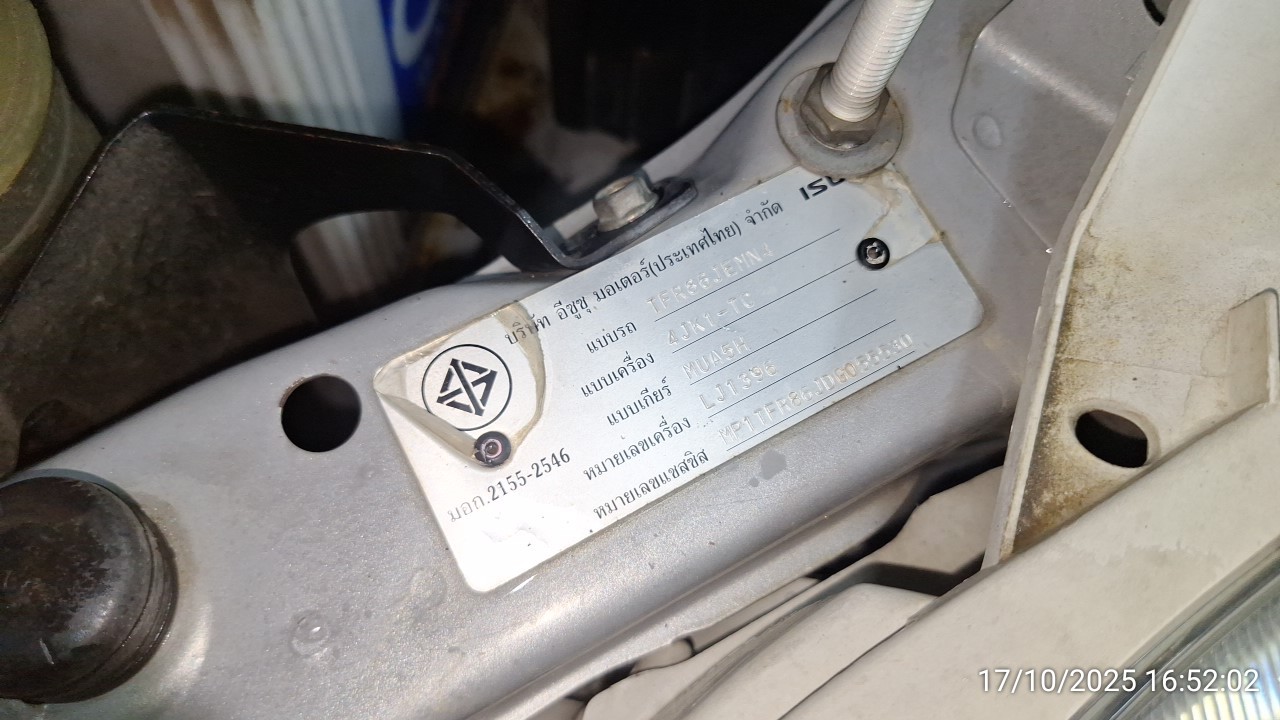 บริษัท อีซูซุ มอเตอร์(ประเทศไทย) จำกัด
แบบรถ TFR86JEMNJ
แบบเครื่อง 4JK1-TC
แบบเกียร์ MUA5H
หมายเลขเครื่อง LJ1396
หมายเลขแชสซิส
มอก.2155-2546
17/10/2025 16:52:02